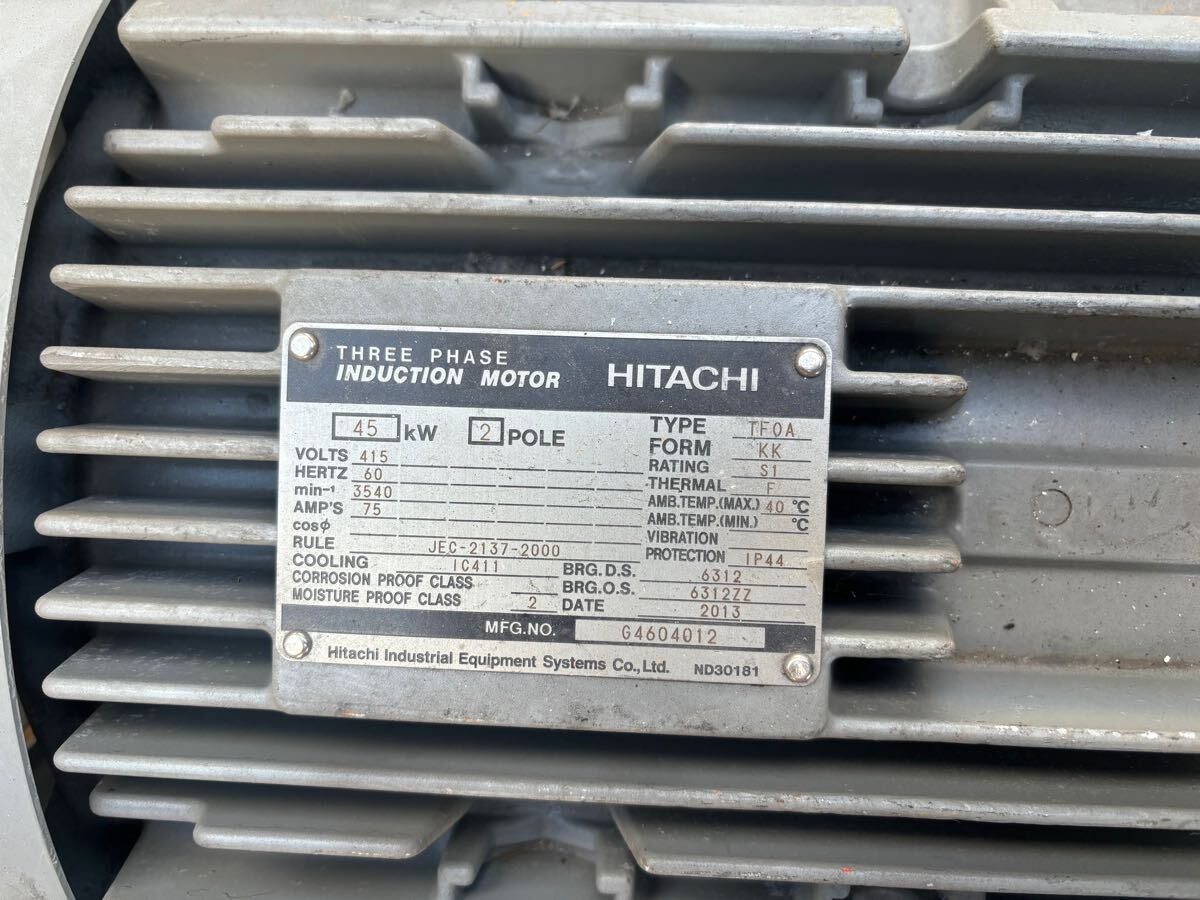 THREE PHASE
INDUCTION MOTOR HITACHI
45 kW 2 POLE TYPE TFOA
FORM KK
VOLTS 415 RATING S1
HERTZ 60 THERMAL F
min-¹ 3540 AMB.TEMP.(MAX.) 40 °C
AMP'S 75 AMB.TEMP.(MIN.) °C
cosφ VIBRATION
RULE JEC-2137-2000 PROTECTION IP44
COOLING IC411 BRG.D.S. 6312
CORROSION PROOF CLASS BRG.O.S. 6312ZZ
MOISTURE PROOF CLASS 2 DATE 2013
MFG.NO. G4604012
Hitachi Industrial Equipment Systems Co.,Ltd. ND30181